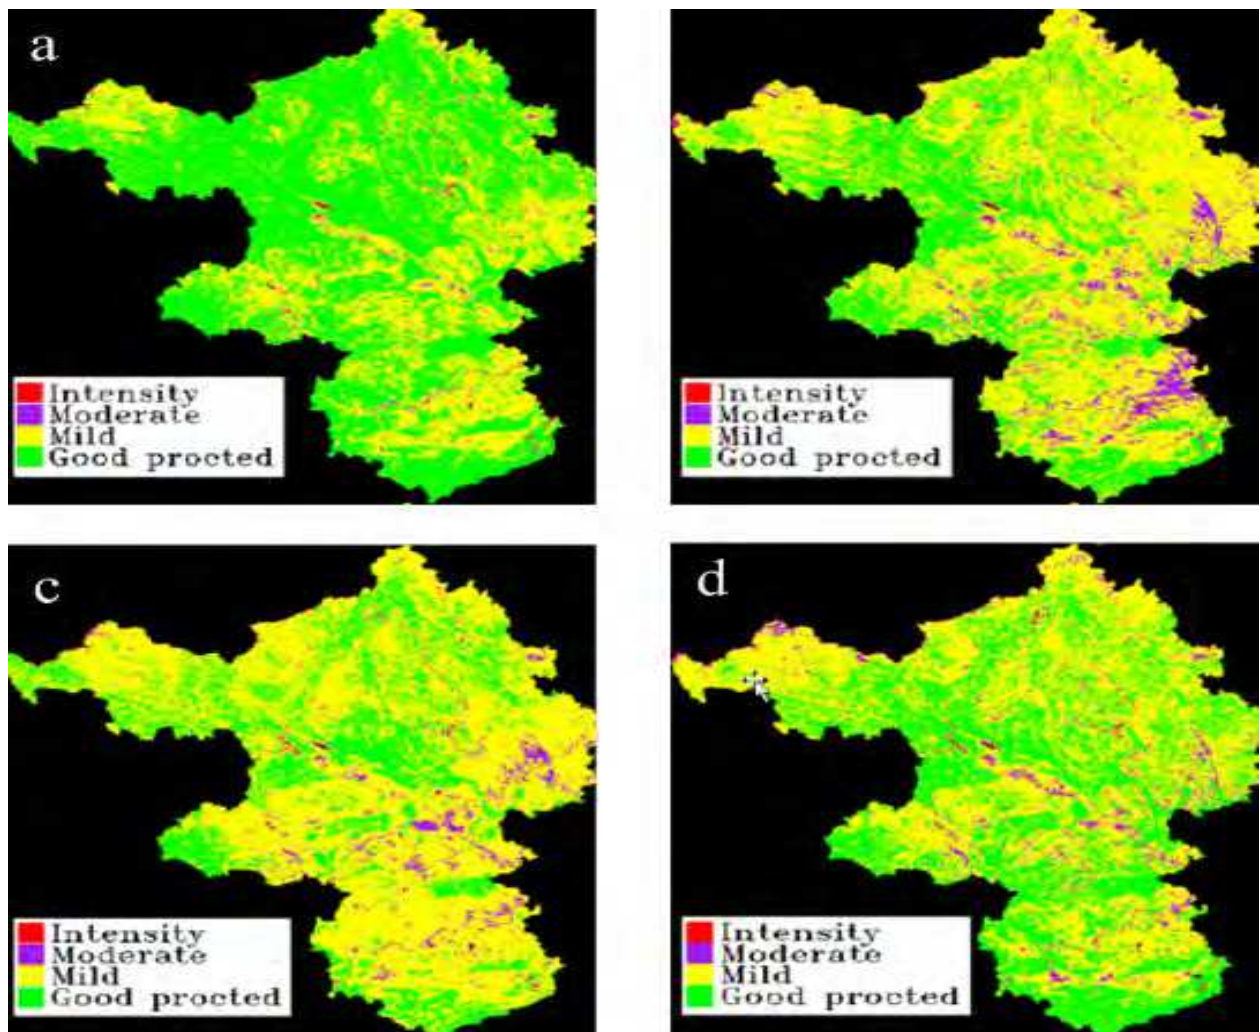 a
Intensity
Moderate
Mild
Good procted
Intensity
Moderate
Mild
Good procted
c
Intensity
Moderate
Mild
Good procted
d
Intensity
Moderate
Mild
Good procted